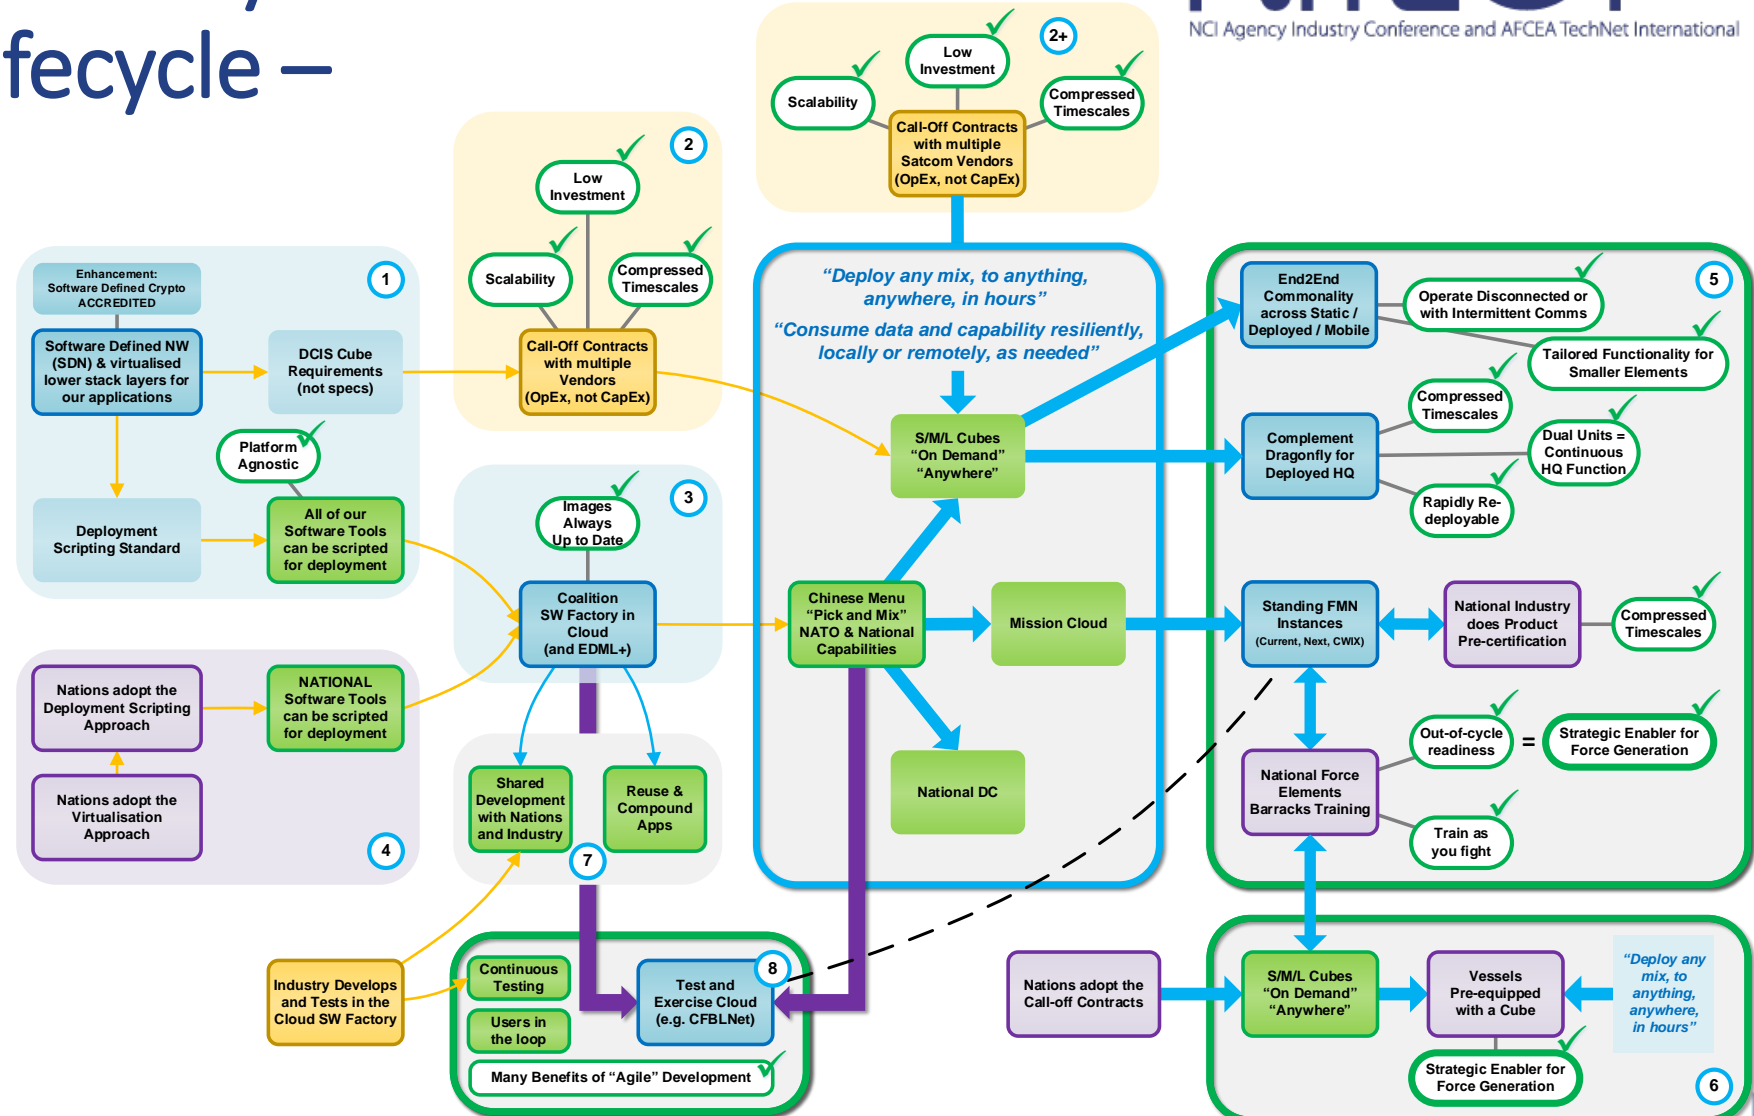 fecycle –
NCI Agency Industry Conference and AFCEA TechNet International
2+
Low
Investment
Scalability
Compressed
Timescales
Call-Off Contracts
with multiple
Satcom Vendors
(OpEx, not CapEx)
2
Low
Investment
Scalability
Compressed
Timescales
Call-Off Contracts
with multiple
Vendors
(OpEx, not CapEx)
1
Enhancement:
Software Defined Crypto
ACCREDITED
Software Defined NW
(SDN) & virtualised
lower stack layers for
our applications
DCIS Cube
Requirements
(not specs)
Platform
Agnostic
Deployment
Scripting Standard
All of our
Software Tools
can be scripted
for deployment
3
Images
Always
Up to Date
Coalition
SW Factory in
Cloud
(and EDML+)
Nations adopt the
Deployment Scripting
Approach
NATIONAL
Software Tools
can be scripted
for deployment
Nations adopt the
Virtualisation
Approach
4
Shared
Development
with Nations
and Industry
Reuse &
Compound
Apps
7
Industry Develops
and Tests in the
Cloud SW Factory
Continuous
Testing
Users in
the loop
8
Test and
Exercise Cloud
(e.g. CFBLNet)
Many Benefits of “Agile” Development
“Deploy any mix, to anything,
anywhere, in hours”
“Consume data and capability resiliently,
locally or remotely, as needed”
S/M/L Cubes
“On Demand”
“Anywhere”
Chinese Menu
“Pick and Mix”
NATO & National
Capabilities
Mission Cloud
National DC
5
End2End
Commonality
across Static /
Deployed / Mobile
Operate Disconnected or
with Intermittent Comms
Tailored Functionality for
Smaller Elements
Compressed
Timescales
Complement
Dragonfly for
Deployed HQ
Dual Units =
Continuous
HQ Function
Rapidly Re-
deployable
Standing FMN
Instances
(Current, Next, CWIX)
National Industry
does Product
Pre-certification
Compressed
Timescales
Out-of-cycle
readiness
=
Strategic Enabler for
Force Generation
National Force
Elements
Barracks Training
Train as
you fight
Nations adopt the
Call-off Contracts
S/M/L Cubes
“On Demand”
“Anywhere”
Vessels
Pre-equipped
with a Cube
“Deploy any
mix, to
anything,
anywhere,
in hours”
Strategic Enabler for
Force Generation
6